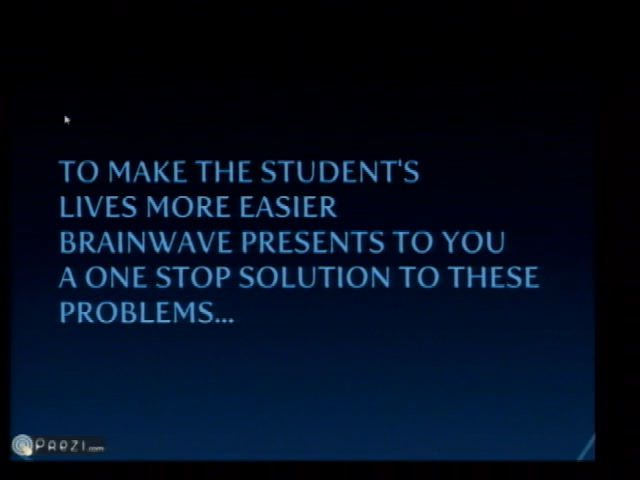 TO MAKE THE STUDENT'S
LIVES MORE EASIER
BRAINWAVE PRESENTS TO YOU
A ONE STOP SOLUTION TO THESE
PROBLEMS...
PREZI.com